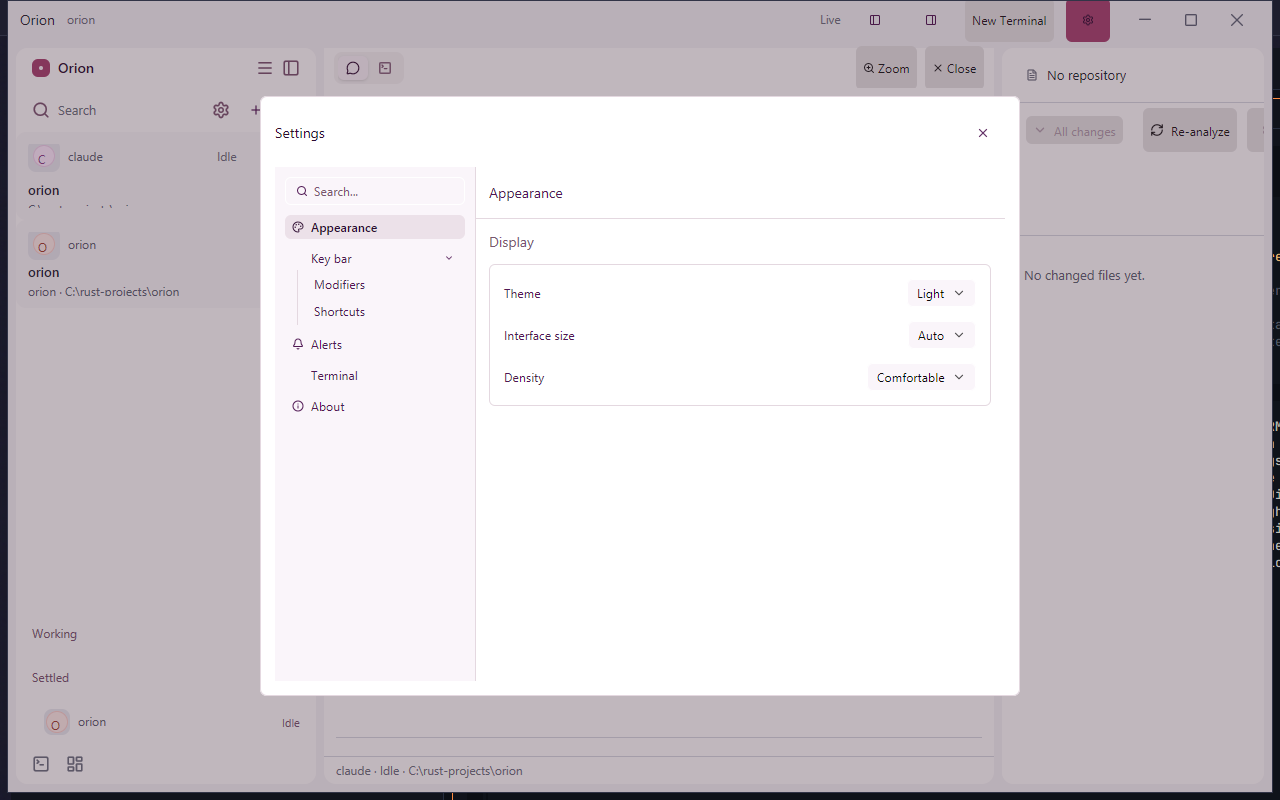 Orion orion Live New Terminal
Orion
Search
claude Idle
orion
orion
orion
orion · C:\rust-projects\orion
Working
Settled
orion Idle
Zoom Close
No repository
All changes Re-analyze
No changed files yet.
Settings
Search...
Appearance
Key bar
Modifiers
Shortcuts
Alerts
Terminal
About
Appearance
Display
Theme Light
Interface size Auto
Density Comfortable
claude · Idle · C:\rust-projects\orion